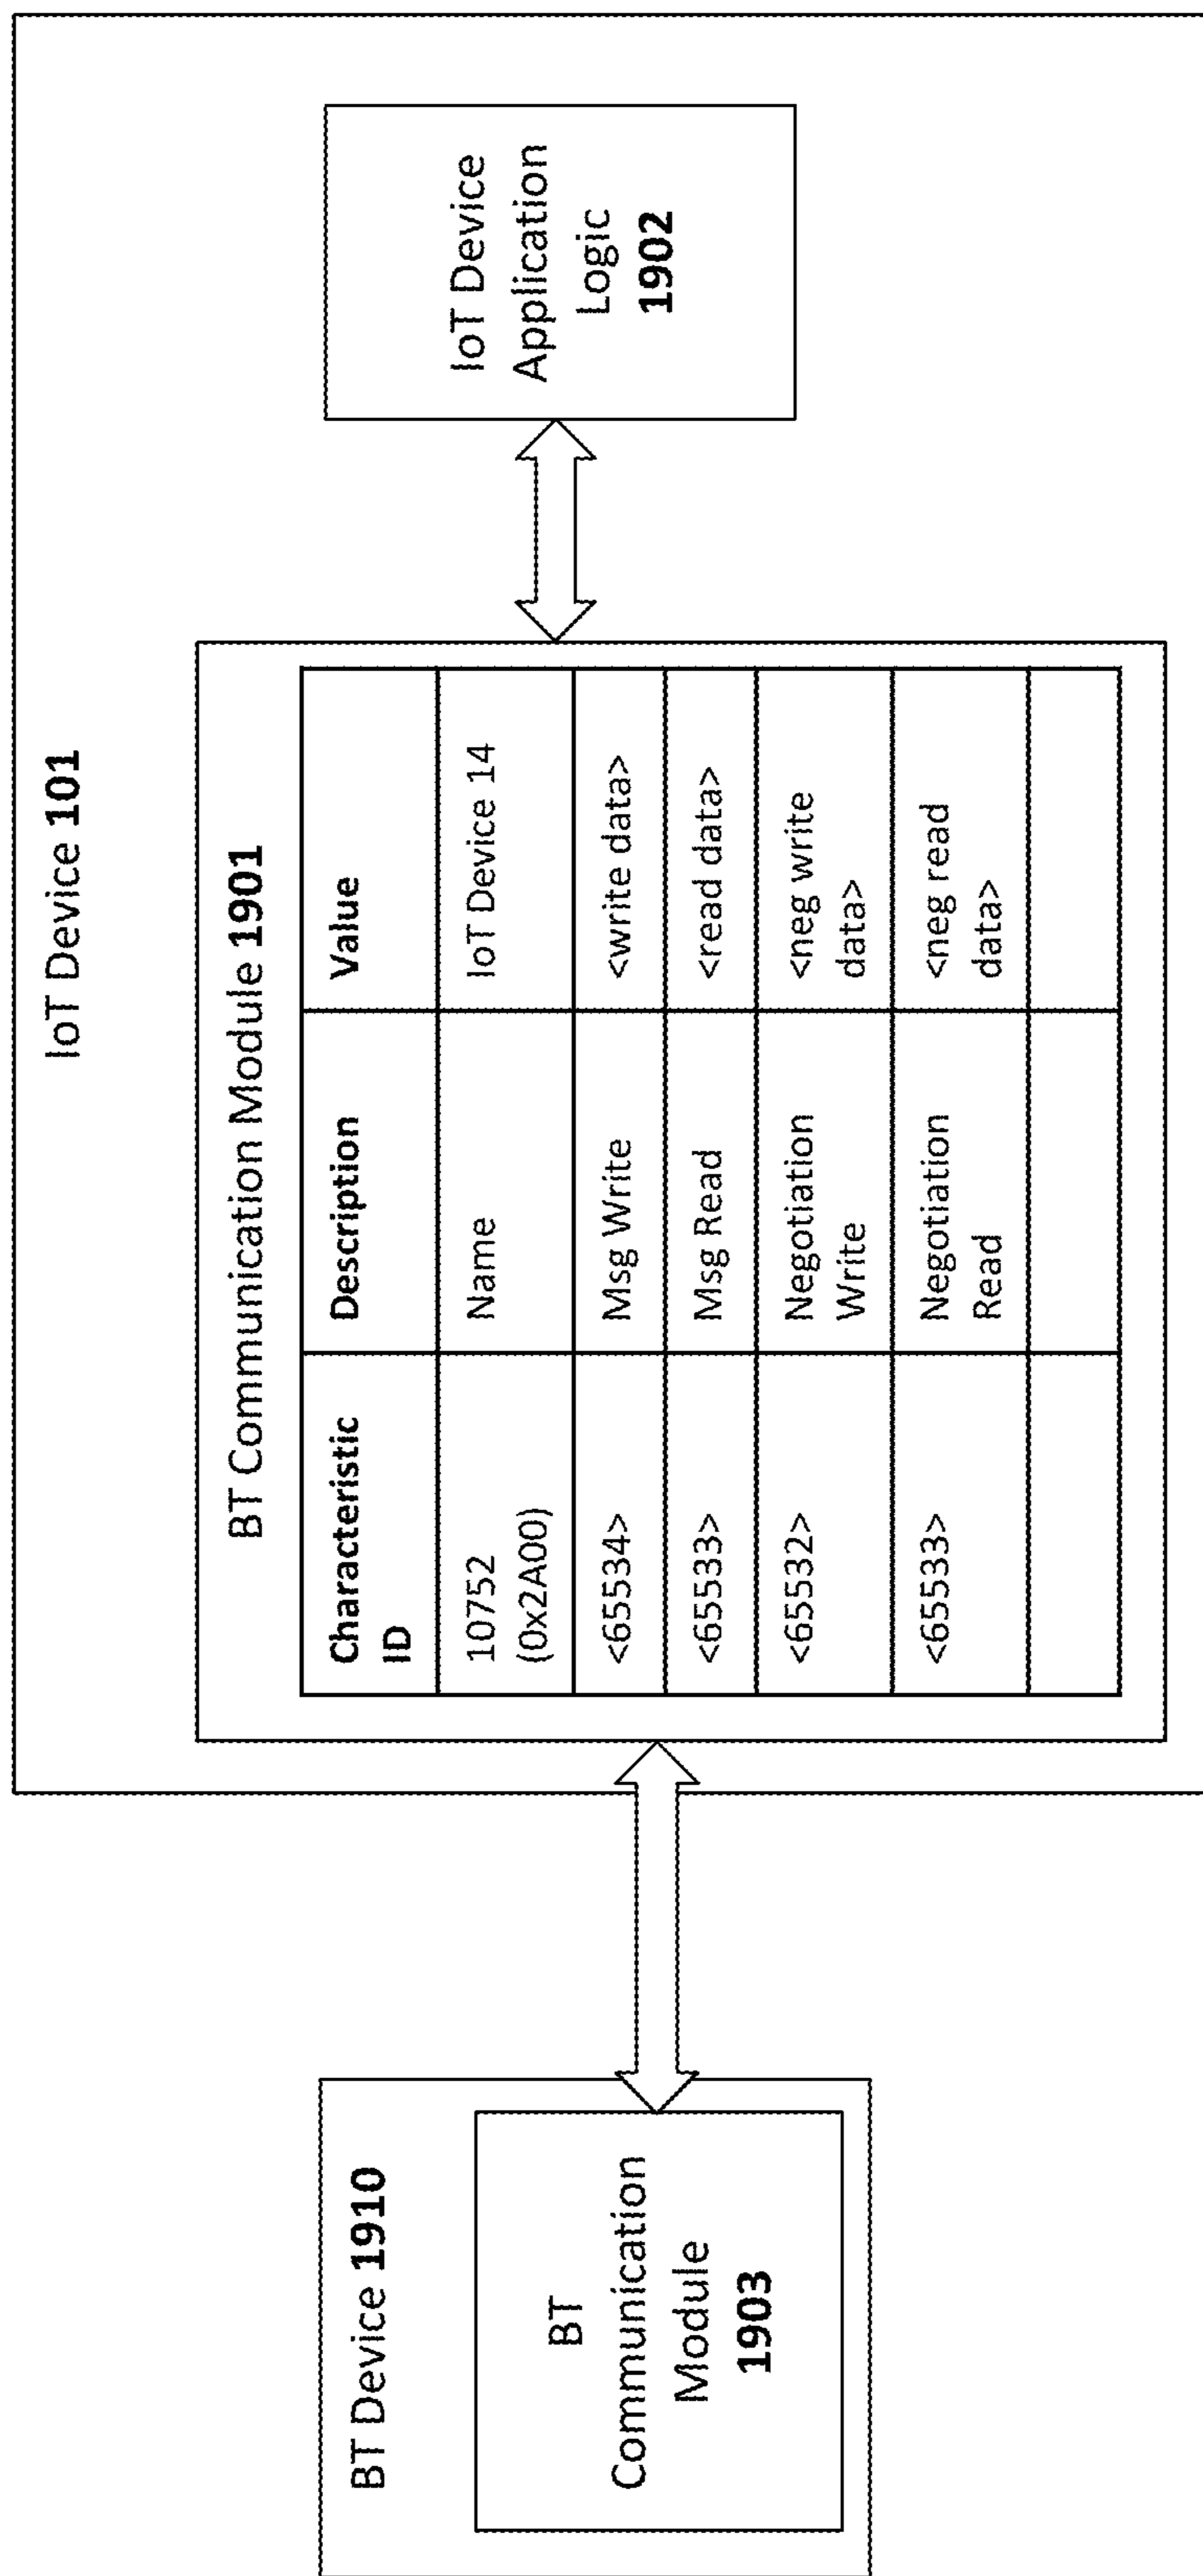 IoT Device 101
BT Device 1910
BT
Communication
Module
1903
BT Communication Module 1901
Characteristic
ID
Description
Value
10752
(0x2A00)
Name
IoT Device 14
<65534>
Msg Write
<write data>
<65533>
Msg Read
<read data>
<65532>
Negotiation
Write
<neg write
data>
<65533>
Negotiation
Read
<neg read
data>
IoT Device
Application
Logic
1902